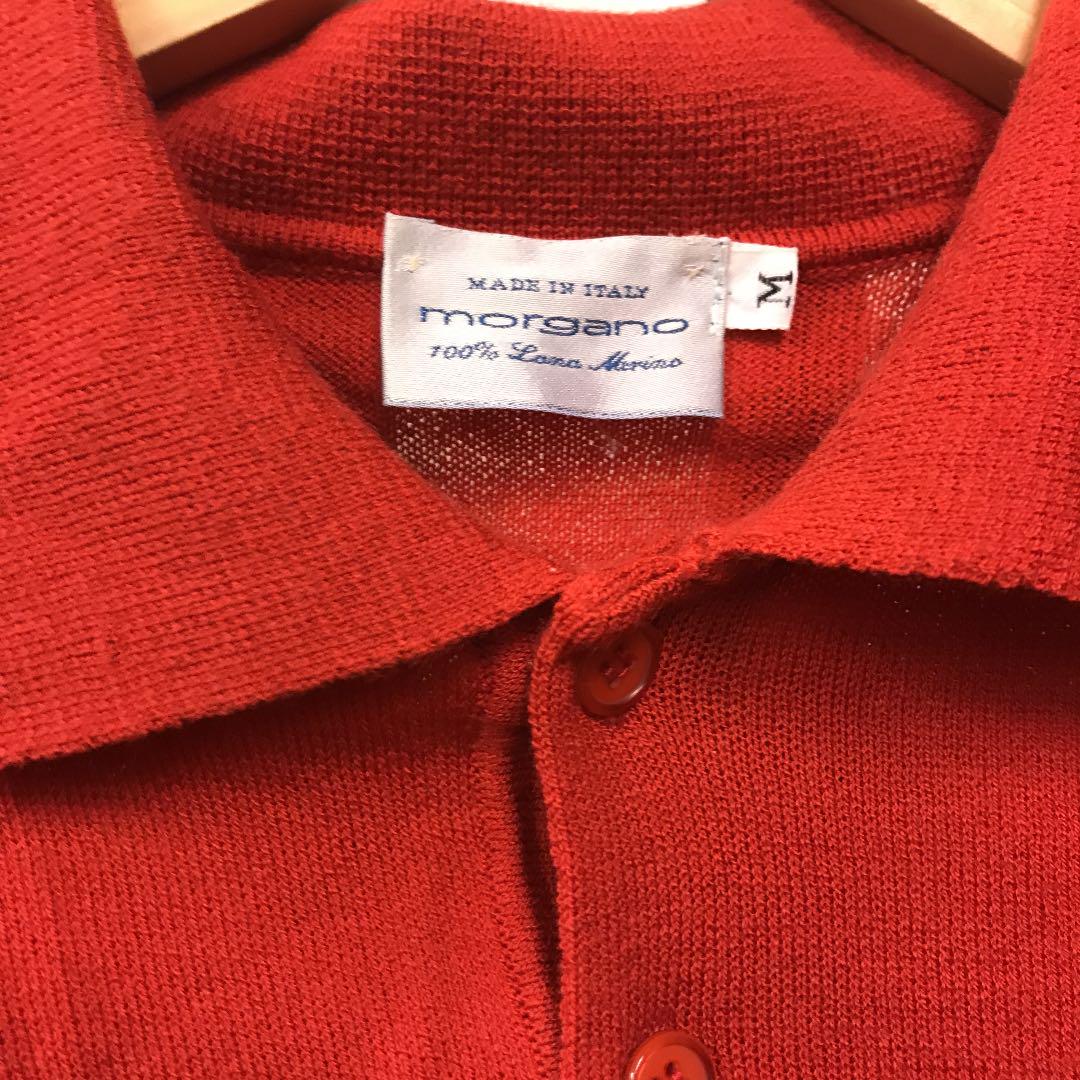 MADE IN ITALY
morgano
100% Lana Merino
M